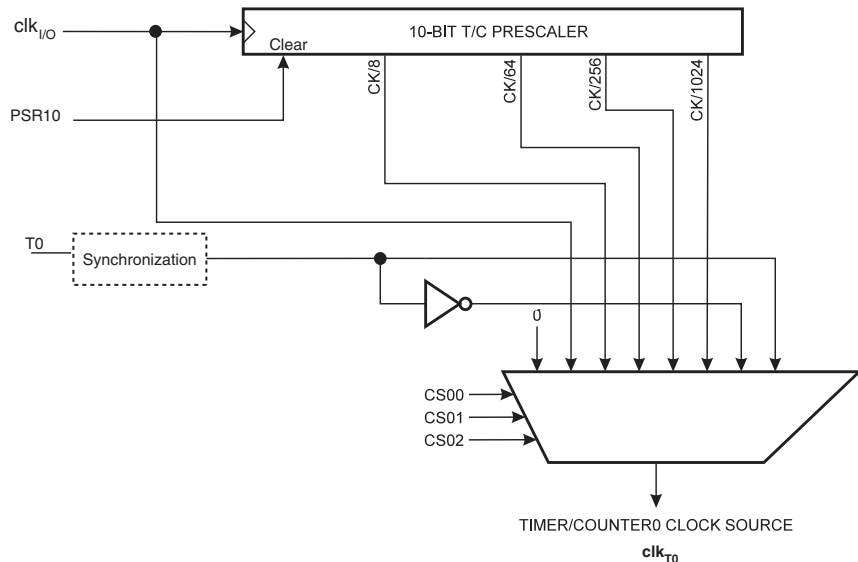 clkI/O
10-BIT T/C PRESCALER
Clear
CK/8
CK/64
CK/256
CK/1024
PSR10
T0
Synchronization
0
CS00
CS01
CS02
TIMER/COUNTER0 CLOCK SOURCE
clkT0